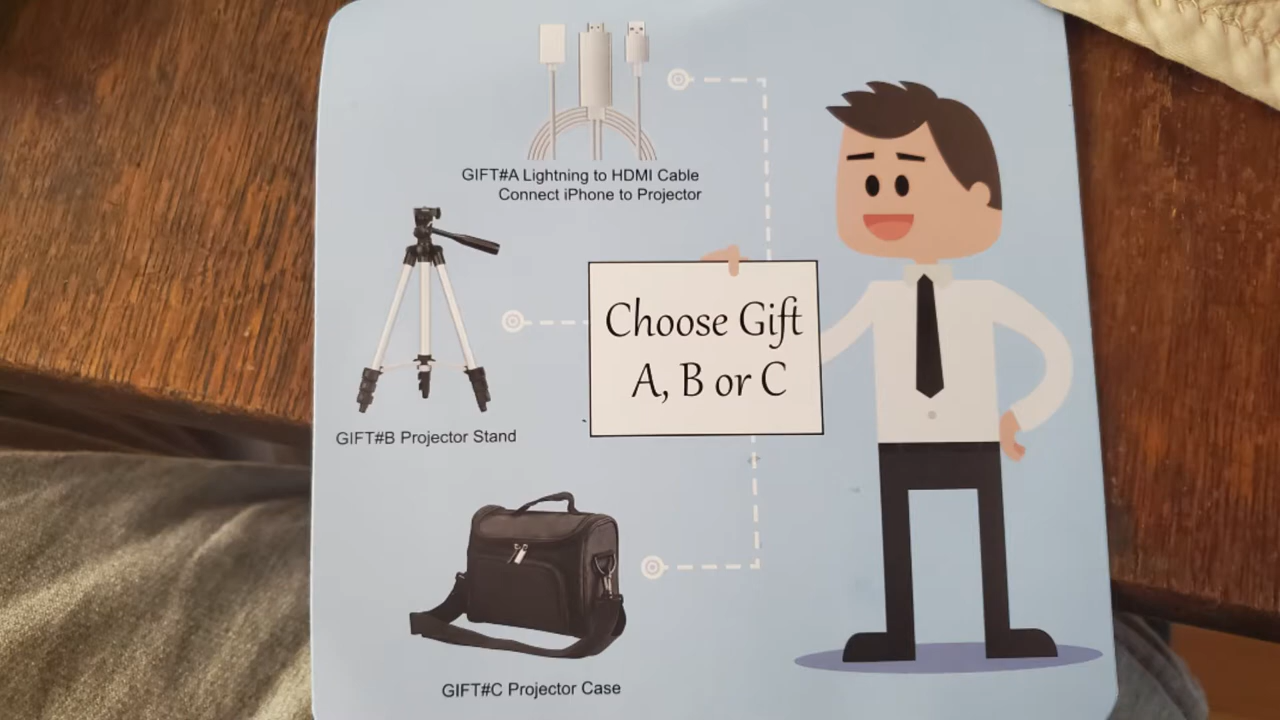 GIFT#A Lightning to HDMI Cable
Connect iPhone to Projector
Choose Gift
A, B or C
GIFT#B Projector Stand
GIFT#C Projector Case